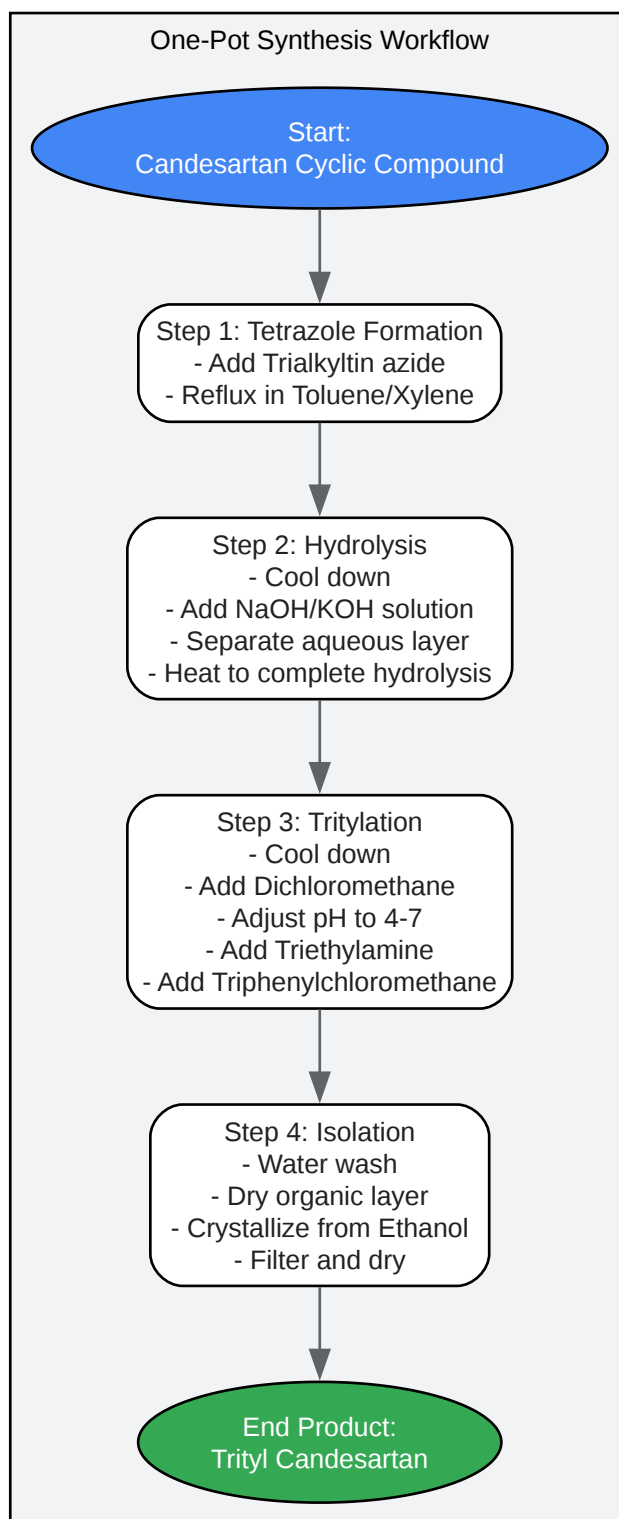 One-Pot Synthesis Workflow
Start:
Candesartan Cyclic Compound
Step 1: Tetrazole Formation
- Add Trialkyltin azide
- Reflux in Toluene/Xylene
Step 2: Hydrolysis
- Cool down
- Add NaOH/KOH solution
- Separate aqueous layer
- Heat to complete hydrolysis
Step 3: Tritylation
- Cool down
- Add Dichloromethane
- Adjust pH to 4-7
- Add Triethylamine
- Add Triphenylchloromethane
Step 4: Isolation
- Water wash
- Dry organic layer
- Crystallize from Ethanol
- Filter and dry
End Product:
Trityl Candesartan